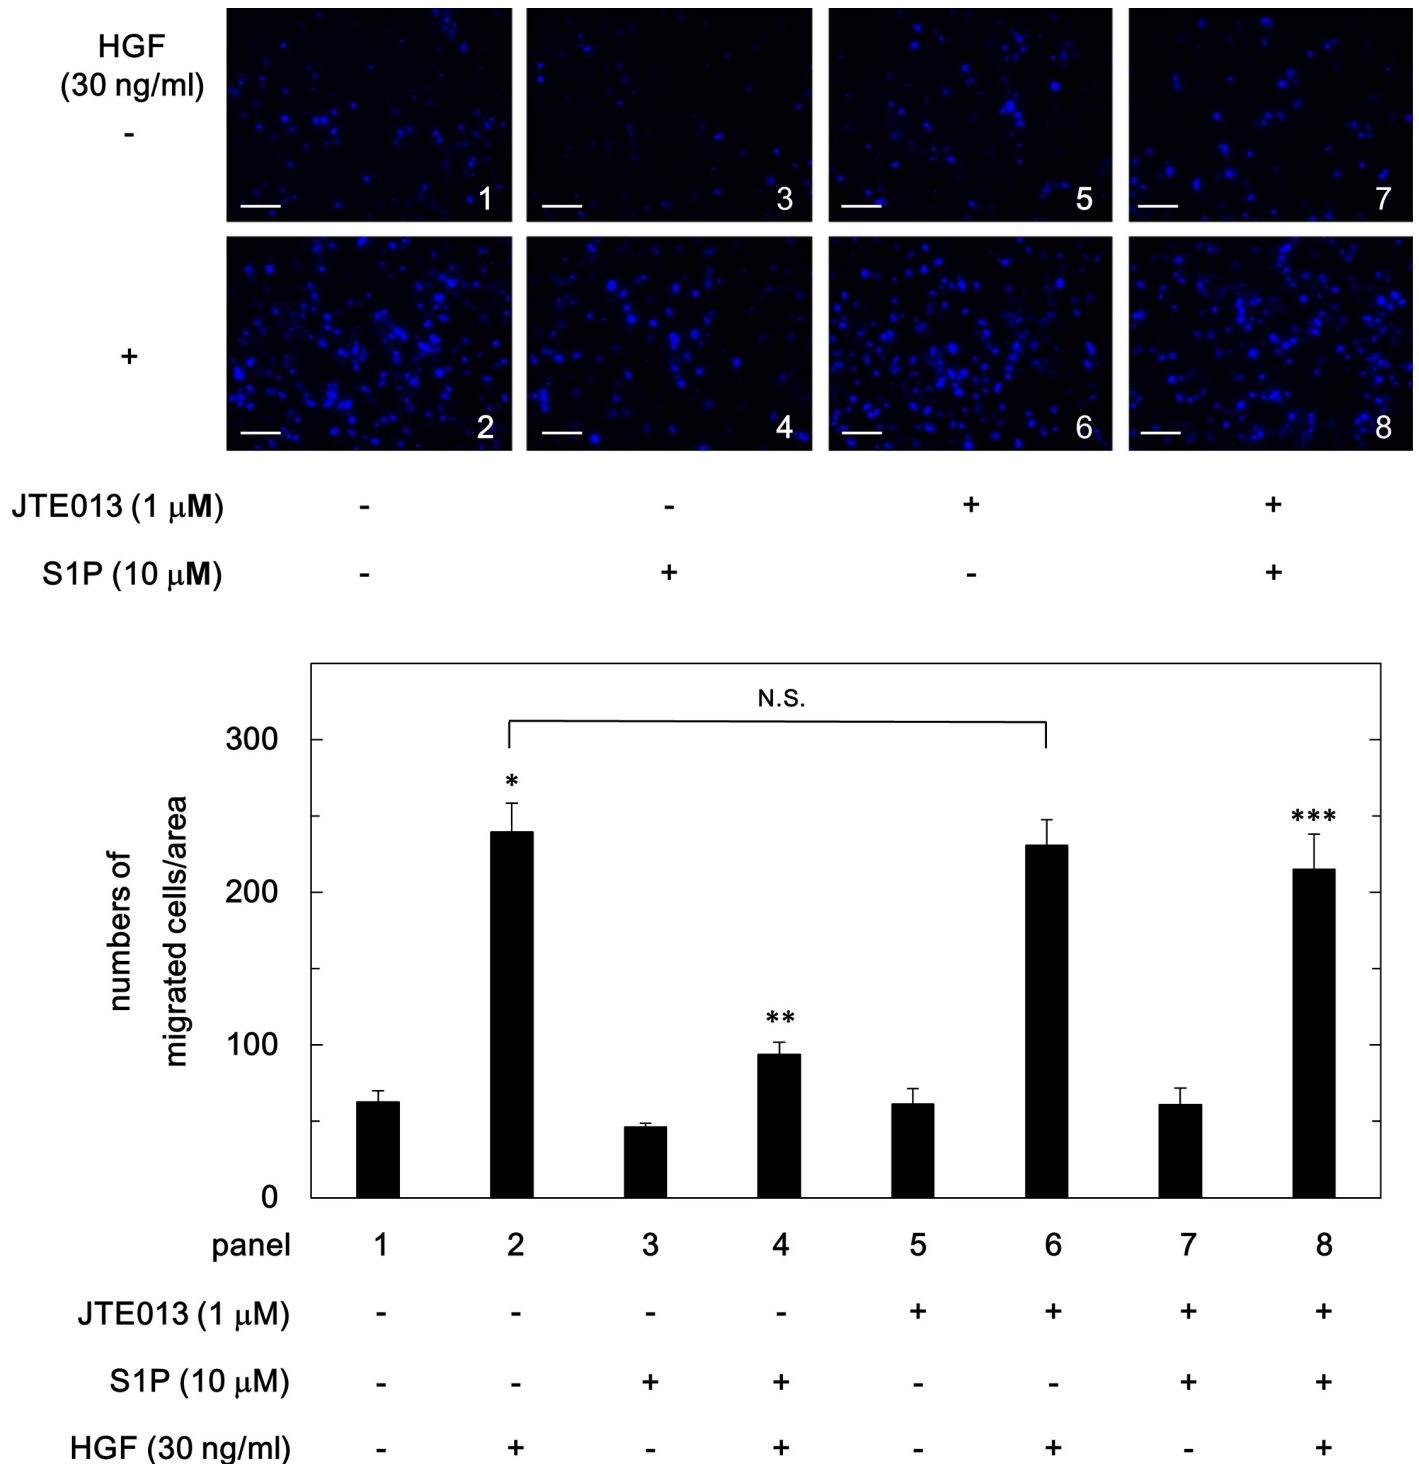 HGF
(30 ng/ml)
-
1 3 5 7
+
2 4 6 8
JTE013 (1 μM) - - + +
S1P (10 μM) - + - +
N.S.
300
*
***
200
numbers of
migrated cells/area
**
100
0
panel 1 2 3 4 5 6 7 8
JTE013 (1 μM) - - - - + + + +
S1P (10 μM) - - + + - - + +
HGF (30 ng/ml) - + - + - + - +